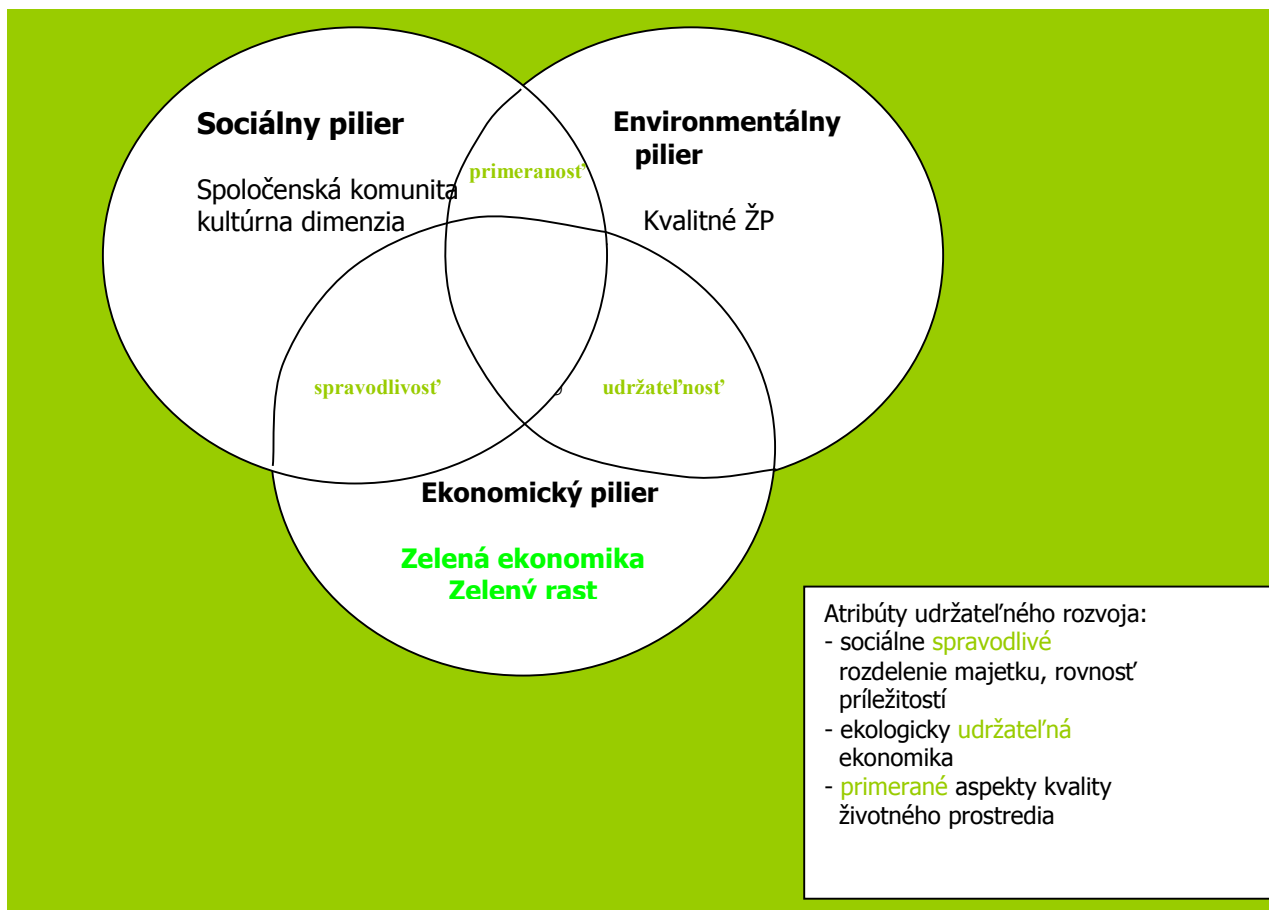 Sociálny pilier
Spoločenská komunita
kultúrna dimenzia
Environmentálny
pilier
Kvalitné ŽP
primeranosť
spravodlivosť
udržateľnosť
Ekonomický pilier
Zelená ekonomika
Zelený rast
Atribúty udržateľného rozvoja:
- sociálne spravodlivé
rozdelenie majetku, rovnosť
príležitostí
- ekologicky udržateľná
ekonomika
- primerané aspekty kvality
životného prostredia